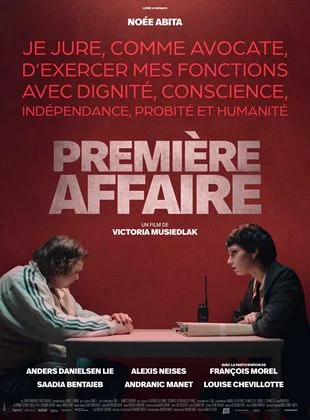 NOÉE ABITA
JE JURE, COMME AVOCATE,
D'EXERCER MES FONCTIONS
AVEC DIGNITÉ, CONSCIENCE,
INDÉPENDANCE, PROBITÉ ET HUMANITÉ
PREMIÈRE
AFFAIRE
UN FILM DE
VICTORIA MUSIEDLAK
AVEC LA PARTICIPATION DE
ANDERS DANIELSEN LIE ALEXIS NEISES FRANÇOIS MOREL
SAADIA BENTAIEB ANDRANIC MANET LOUISE CHEVILLOTTE